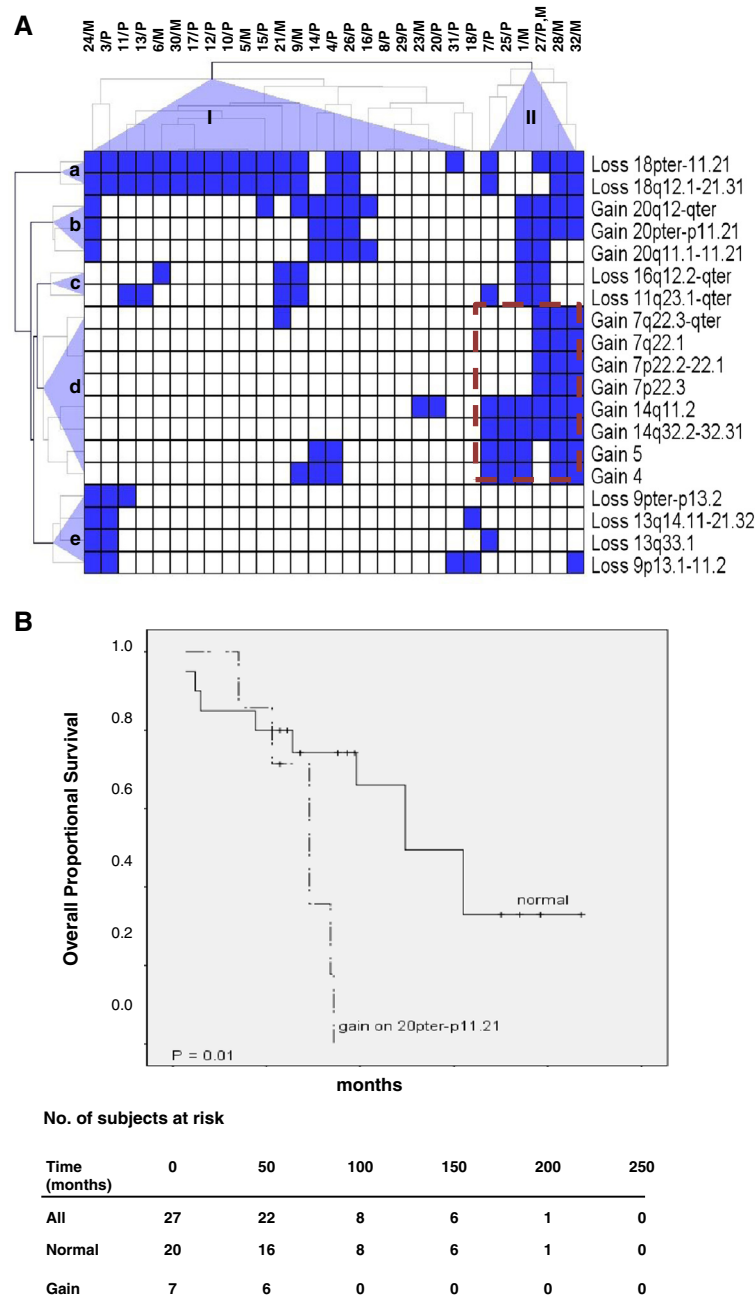 A
24/M 3/P 11/P 13/P 6/M 30/M 17/P 12/P 10/P 5/M 15/P 21/M 9/M 14/P 4/P 26/P 16/P 8/P 29/P 23/M 20/P 31/P 18/P 7/P 25/P 1/M 27/P,M 28/M 32/M
I II
a
b
c
d
e
Loss 18pter-11.21
Loss 18q12.1-21.31
Gain 20q12-qter
Gain 20pter-p11.21
Gain 20q11.1-11.21
Loss 16q12.2-qter
Loss 11q23.1-qter
Gain 7q22.3-qter
Gain 7q22.1
Gain 7p22.2-22.1
Gain 7p22.3
Gain 14q11.2
Gain 14q32.2-32.31
Gain 5
Gain 4
Loss 9pter-p13.2
Loss 13q14.11-21.32
Loss 13q33.1
Loss 9p13.1-11.2
B
Overall Proportional Survival
1.0
0.8
0.6
0.4
0.2
0.0
normal
gain on 20pter-p11.21
P = 0.01
months
No. of subjects at risk
Time (months) 0 50 100 150 200 250
All 27 22 8 6 1 0
Normal 20 16 8 6 1 0
Gain 7 6 0 0 0 0